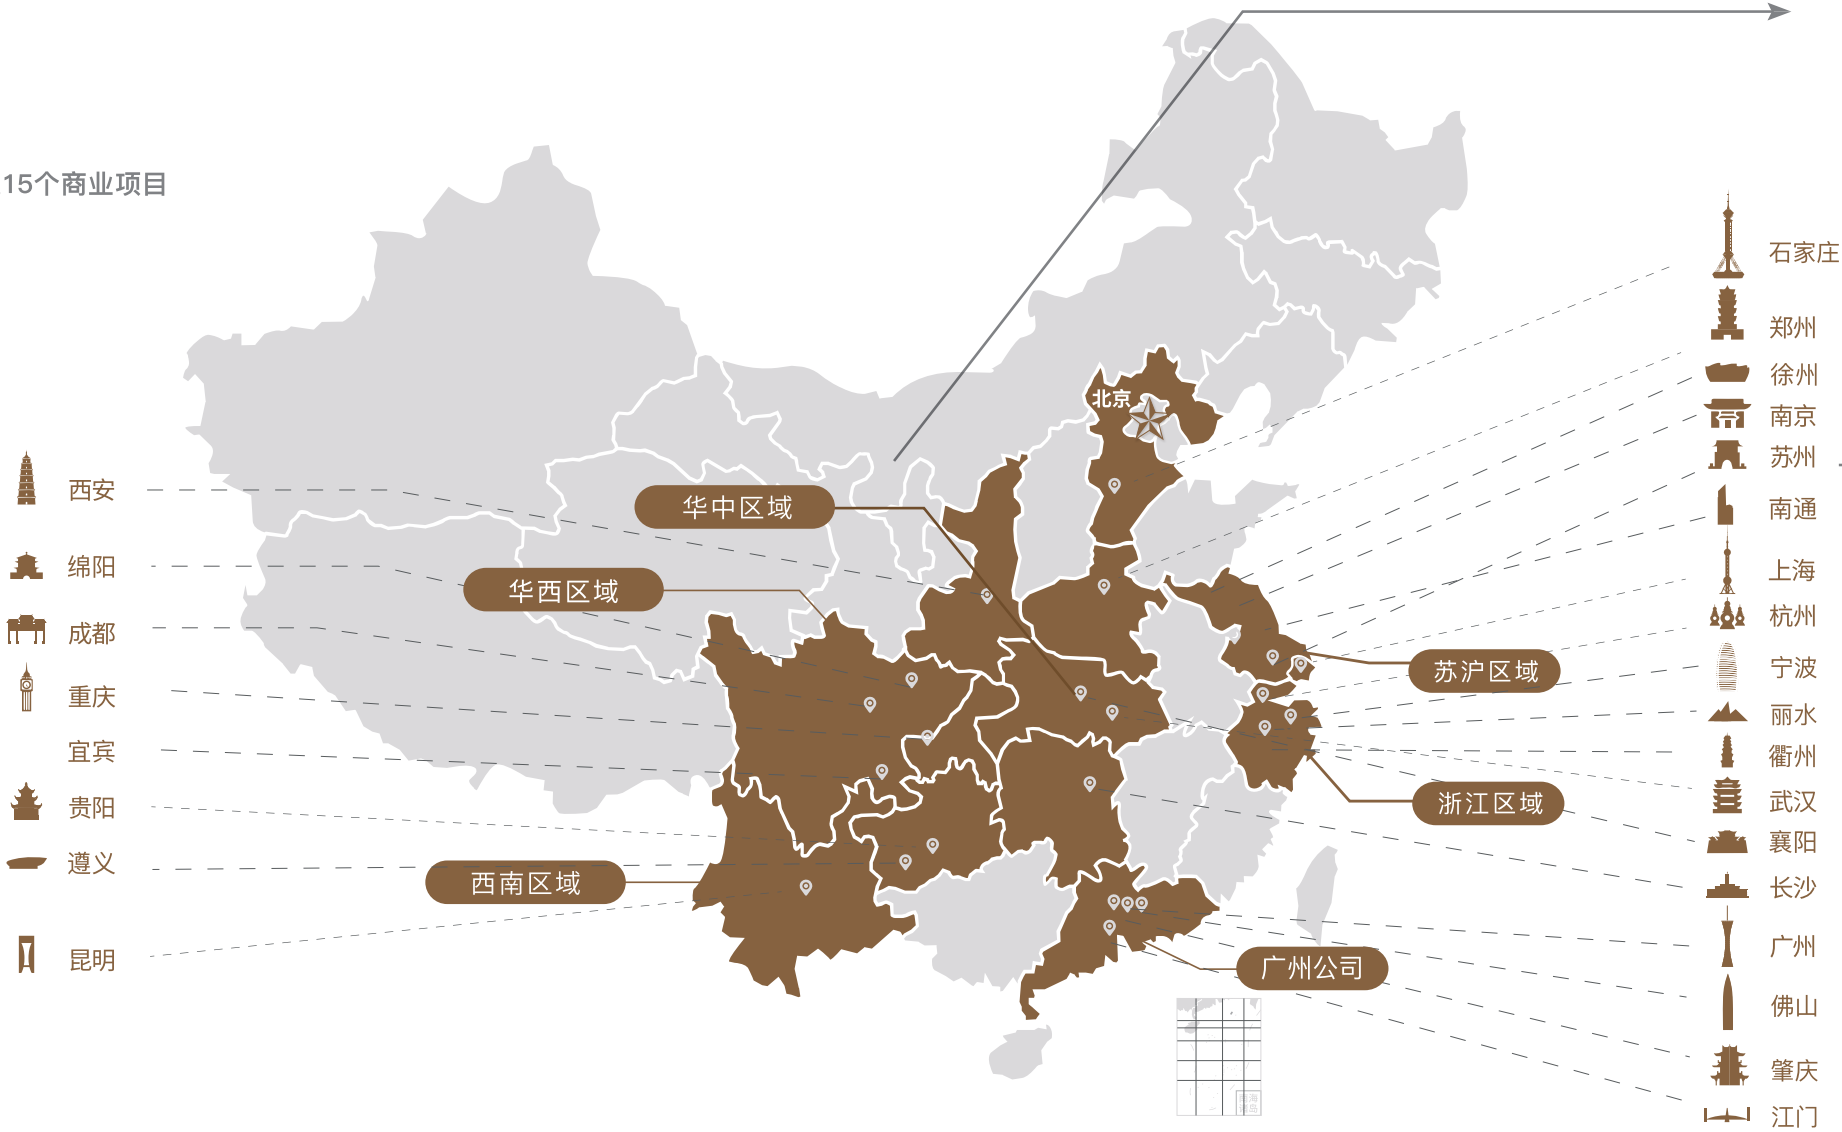 15个商业项目
西安
绵阳
成都
重庆
宜宾
贵阳
遵义
昆明
北京
华中区域
华西区域
西南区域
苏沪区域
浙江区域
广州公司
石家庄
郑州
徐州
南京
苏州
南通
上海
杭州
宁波
丽水
衢州
武汉
襄阳
长沙
广州
佛山
肇庆
江门
南海
诸岛